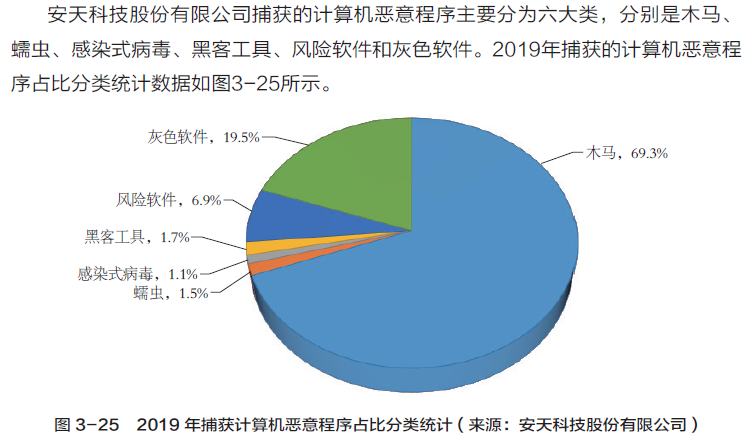 安天科技股份有限公司捕获的计算机恶意程序主要分为六大类，分别是木马、
蠕虫、感染式病毒、黑客工具、风险软件和灰色软件。2019年捕获的计算机恶意程
序占比分类统计数据如图3-25所示。
灰色软件，19.5%
木马，69.3%
风险软件，6.9%
黑客工具，1.7%
感染式病毒，1.1%
蠕虫，1.5%
图 3-25 2019 年捕获计算机恶意程序占比分类统计（来源：安天科技股份有限公司）